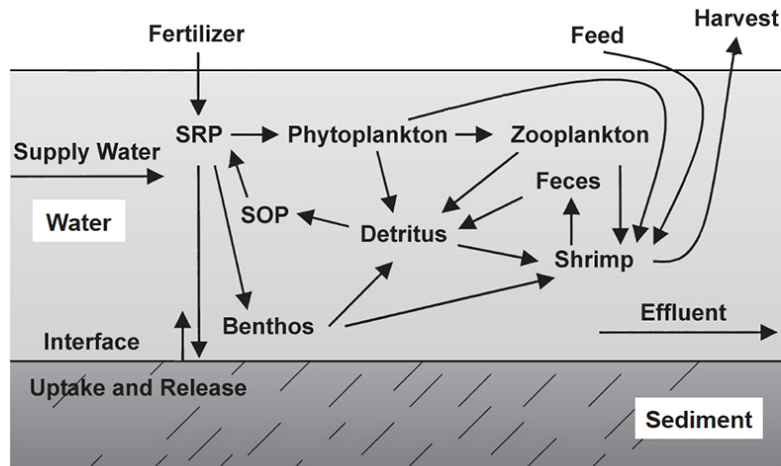 Harvest
Fertilizer
Feed
SRP
Phytoplankton
Zooplankton
Supply Water
Feces
SOP
Water
Detritus
Shrimp
Benthos
Effluent
Interface
Uptake and Release
Sediment